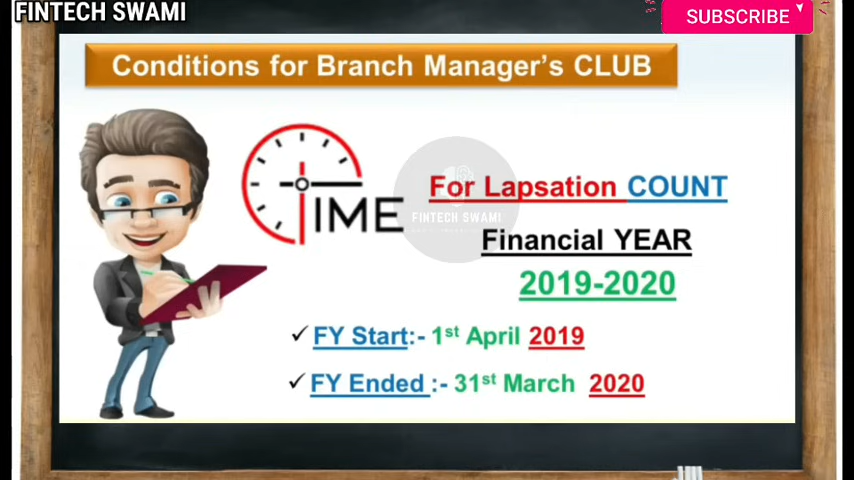 FINTECH SWAMI
SUBSCRIBE
Conditions for Branch Manager's CLUB
TIME
For Lapsation COUNT
FINTECH SWAMI
Financial YEAR
2019-2020
✓ FY Start:- 1st April 2019
✓ FY Ended :- 31st March 2020